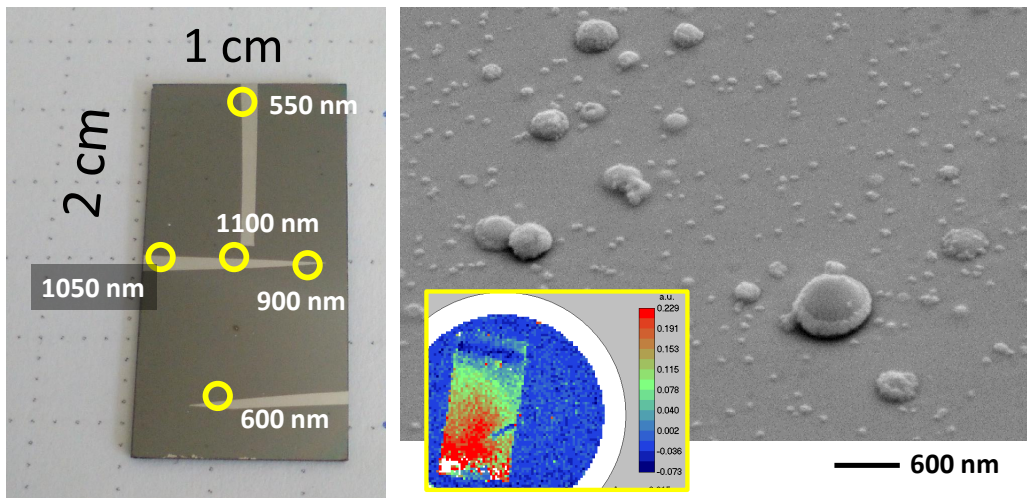 1 cm
2 cm
550 nm
1100 nm
1050 nm
900 nm
600 nm
a.u.
0.229
0.191
0.153
0.115
0.078
0.040
0.002
-0.036
-0.073
600 nm